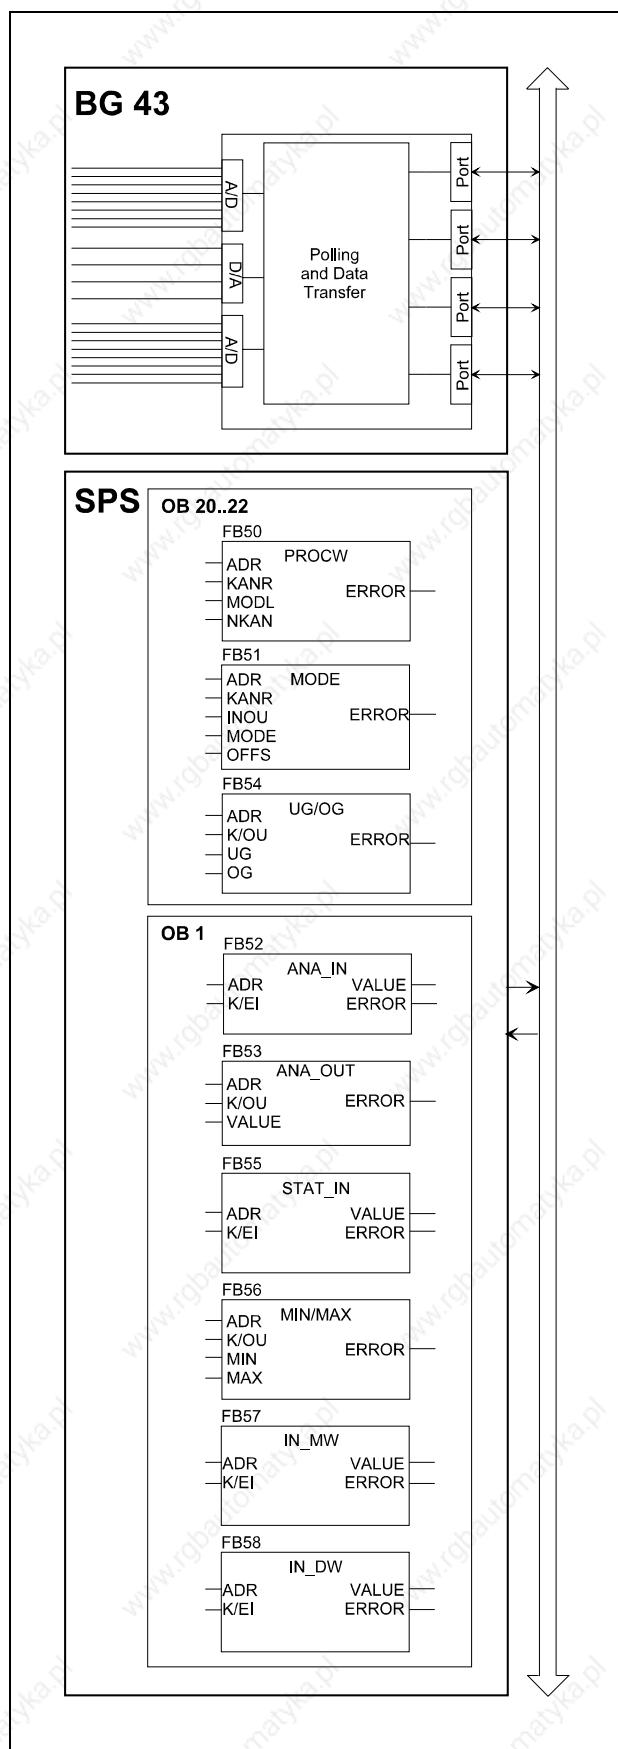 BG 43
A/D
D/A
A/D
Polling
and Data
Transfer
Port
Port
Port
Port
SPS
OB 20..22
FB50
PROCW
ADR
KANR
MODL
NKAN
ERROR
FB51
MODE
ADR
KANR
INOU
MODE
OFFS
ERROR
FB54
UG/OG
ADR
K/OU
UG
OG
ERROR
OB 1
FB52
ANA_IN
ADR
K/EI
VALUE
ERROR
FB53
ANA_OUT
ADR
K/OU
VALUE
ERROR
FB55
STAT_IN
ADR
K/EI
VALUE
ERROR
FB56
MIN/MAX
ADR
K/OU
MIN
MAX
ERROR
FB57
IN_MW
ADR
K/EI
VALUE
ERROR
FB58
IN_DW
ADR
K/EI
VALUE
ERROR
www.rgbautomatyka.pl